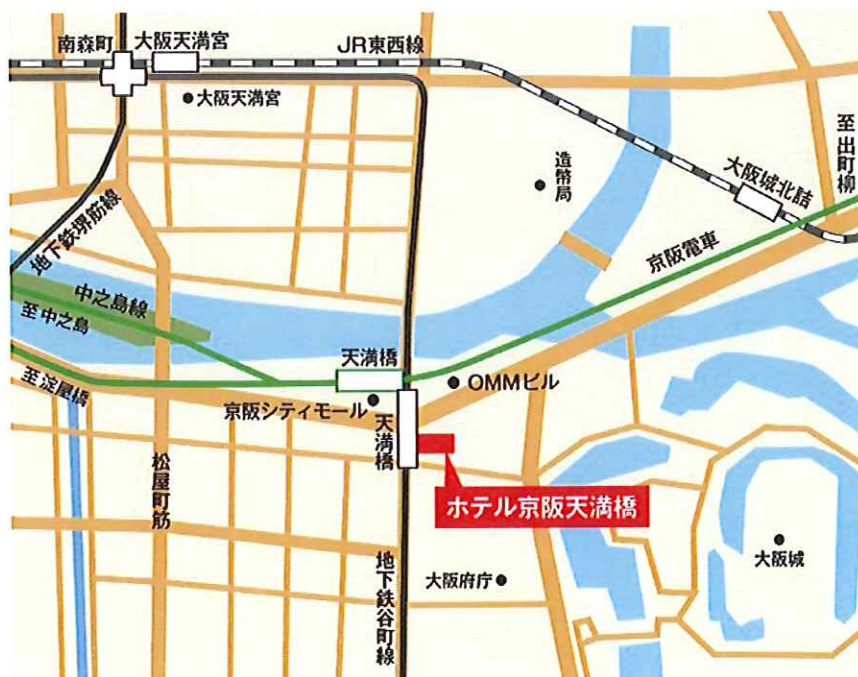 南森町
大阪天満宮
JR東西線
大阪天満宮
造幣局
至出町柳
大阪城北詰
地下鉄堺筋線
京阪電車
中之島線
至中之島
天満橋
至淀屋橋
OMMビル
京阪シティモール
天満橋
松屋町筋
ホテル京阪天満橋
大阪城
大阪府庁
地下鉄谷町線